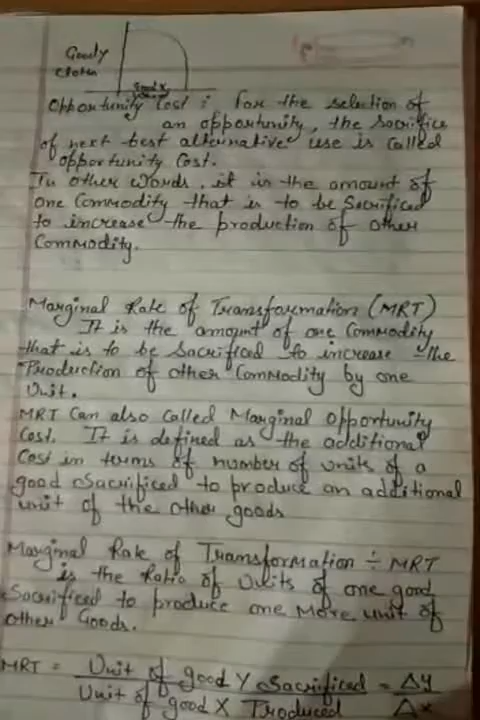 Goody
Cloth
Good X
Opportunity Cost : For the selection of
an opportunity, the Sacrifice
of next best alternative use is called
opportunity Cost.
In other words, it is the amount of
one Commodity that is to be Sacrificed
to increase the production of other
Commodity.
Marginal Rate of Transformation (MRT)
It is the amount of one Commodity
that is to be Sacrificed to increase the
Production of other Commodity by one
Unit.
MRT Can also called Marginal opportunity
Cost. It is defined as the additional
Cost in terms of number of units of a
good Sacrificed to produce an additional
unit of the other goods
Marginal Rate of Transformation ÷ MRT
is the Ratio of Units of one good
Sacrificed to produce one More unit of
other Goods.
MRT = Unit of good Y Sacrificed = Δy
Unit of good X Produced Δx